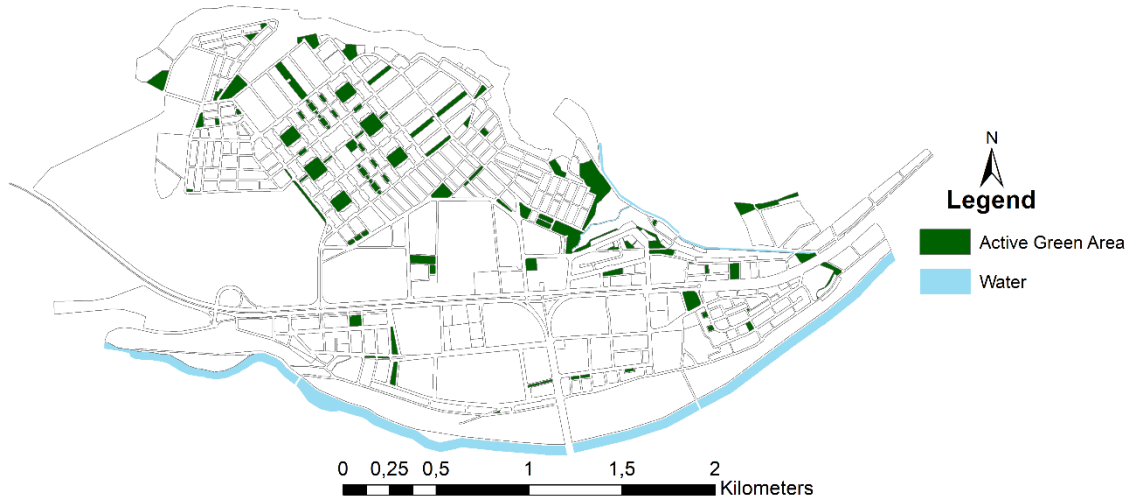 N
Legend
Active Green Area
Water
0 0,25 0,5 1 1,5 2
Kilometers